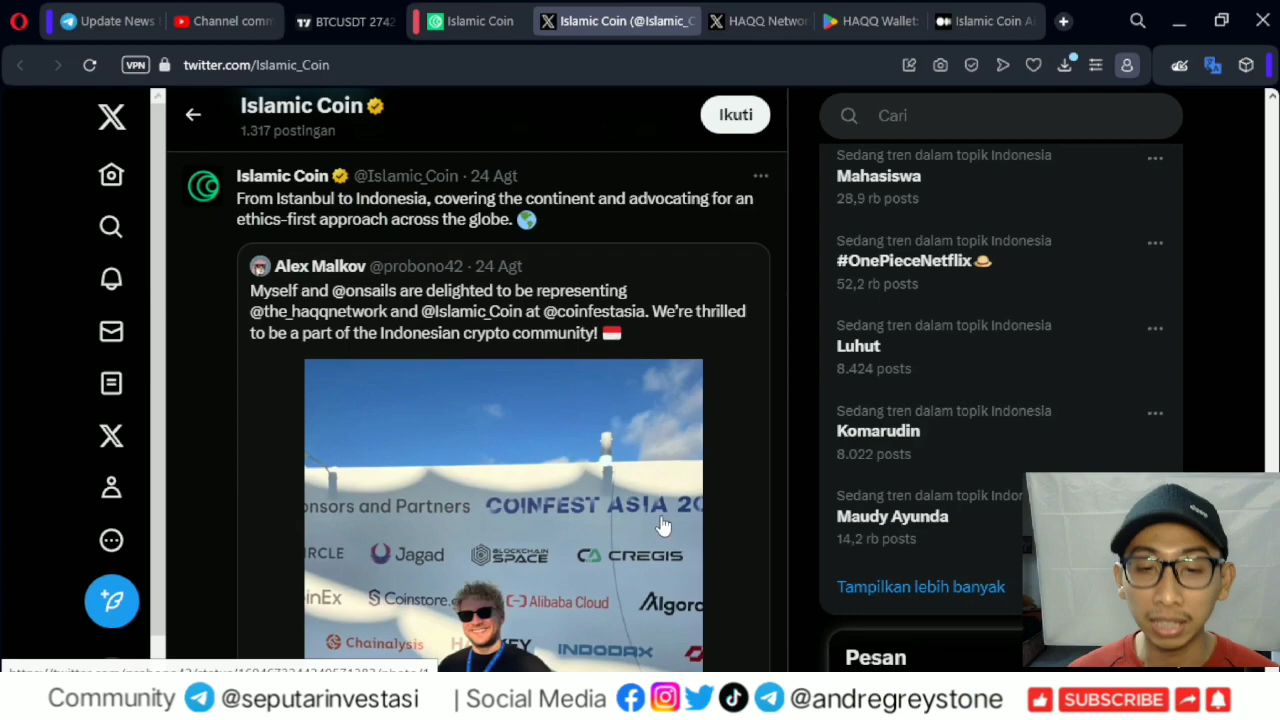 Update News
Channel comm
BTCUSDT 2742
Islamic Coin
Islamic Coin (@Islamic_C
HAQQ Networ
HAQQ Wallet
Islamic Coin A
VPN
twitter.com/Islamic_Coin
Islamic Coin
1.317 postingan
Ikuti
Cari
Islamic Coin @Islamic_Coin · 24 Agt
From Istanbul to Indonesia, covering the continent and advocating for an
ethics-first approach across the globe. 🌎
Alex Malkov @probono42 · 24 Agt
Myself and @onsails are delighted to be representing
@the_haqqnetwork and @Islamic_Coin at @coinfestasia. We’re thrilled
to be a part of the Indonesian crypto community! 🇮🇩
onsors and Partners COINFEST ASIA 20
RCLE Jagad BLOCKCHAIN SPACE CREGIS
inEx Coinstore.c Alibaba Cloud Algora
Chainalysis INDODAX
Sedang tren dalam topik Indonesia
Mahasiswa
28,9 rb posts
Sedang tren dalam topik Indonesia
#OnePieceNetflix
52,2 rb posts
Sedang tren dalam topik Indonesia
Luhut
8.424 posts
Sedang tren dalam topik Indonesia
Komarudin
8.022 posts
Sedang tren dalam topik Indor
Maudy Ayunda
14,2 rb posts
Tampilkan lebih banyak
Pesan
Community @seputarinvestasi | Social Media @andregreystone SUBSCRIBE